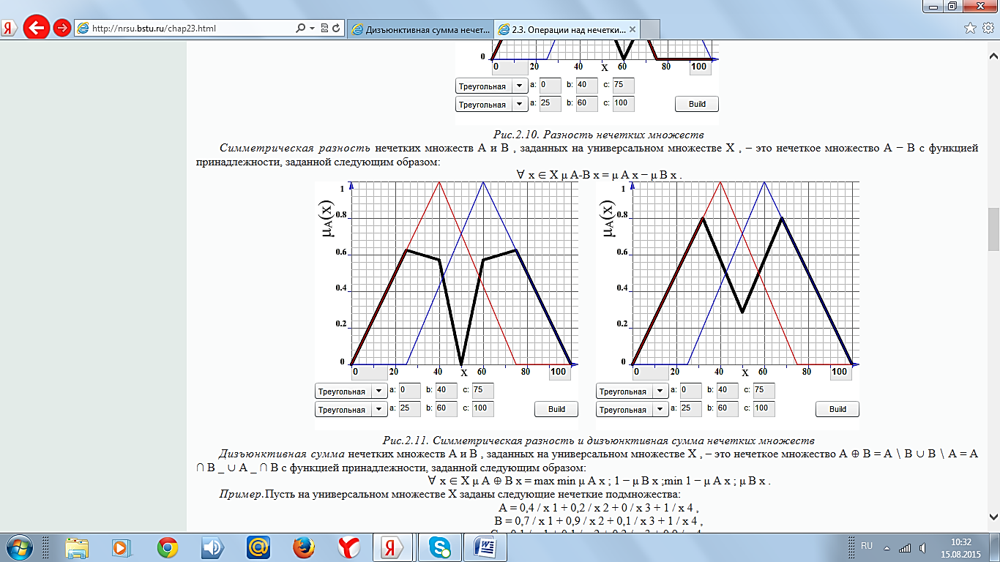 http://nrsu.bstu.ru/chap23.html
Дизъюнктивная сумма нечет...
2.3. Операции над нечетки...
0
0 20 40 x 60 80 100
Треугольная a: 0 b: 40 c: 75
Треугольная a: 25 b: 60 c: 100 Build
Рис.2.10. Разность нечетких множеств
Симметрическая разность нечетких множеств A и B , заданных на универсальном множестве X , – это нечеткое множество A − B с функцией
принадлежности, заданной следующим образом:
∀ x ∈ X μ A-B x = μ A x − μ B x .
1
0.8
0.6
0.4
0.2
0
μA(x)
0 20 40 x 60 80 100
Треугольная a: 0 b: 40 c: 75
Треугольная a: 25 b: 60 c: 100 Build
1
0.8
0.6
0.4
0.2
0
μA(x)
0 20 40 x 60 80 100
Треугольная a: 0 b: 40 c: 75
Треугольная a: 25 b: 60 c: 100 Build
Рис.2.11. Симметрическая разность и дизъюнктивная сумма нечетких множеств
Дизъюнктивная сумма нечетких множеств A и B , заданных на универсальном множестве X , – это нечеткое множество A ⊕ B = A \ B ∪ B \ A = A
∩ B _ ∪ A _ ∩ B с функцией принадлежности, заданной следующим образом:
∀ x ∈ X μ A ⊕ B x = max min μ A x ; 1 − μ B x ;min 1 − μ A x ; μ B x .
Пример.Пусть на универсальном множестве X заданы следующие нечеткие подмножества:
A = 0,4 / x 1 + 0,2 / x 2 + 0 / x 3 + 1 / x 4 ,
B = 0,7 / x 1 + 0,9 / x 2 + 0,1 / x 3 + 1 / x 4 ,
RU
10:32
15.08.2015